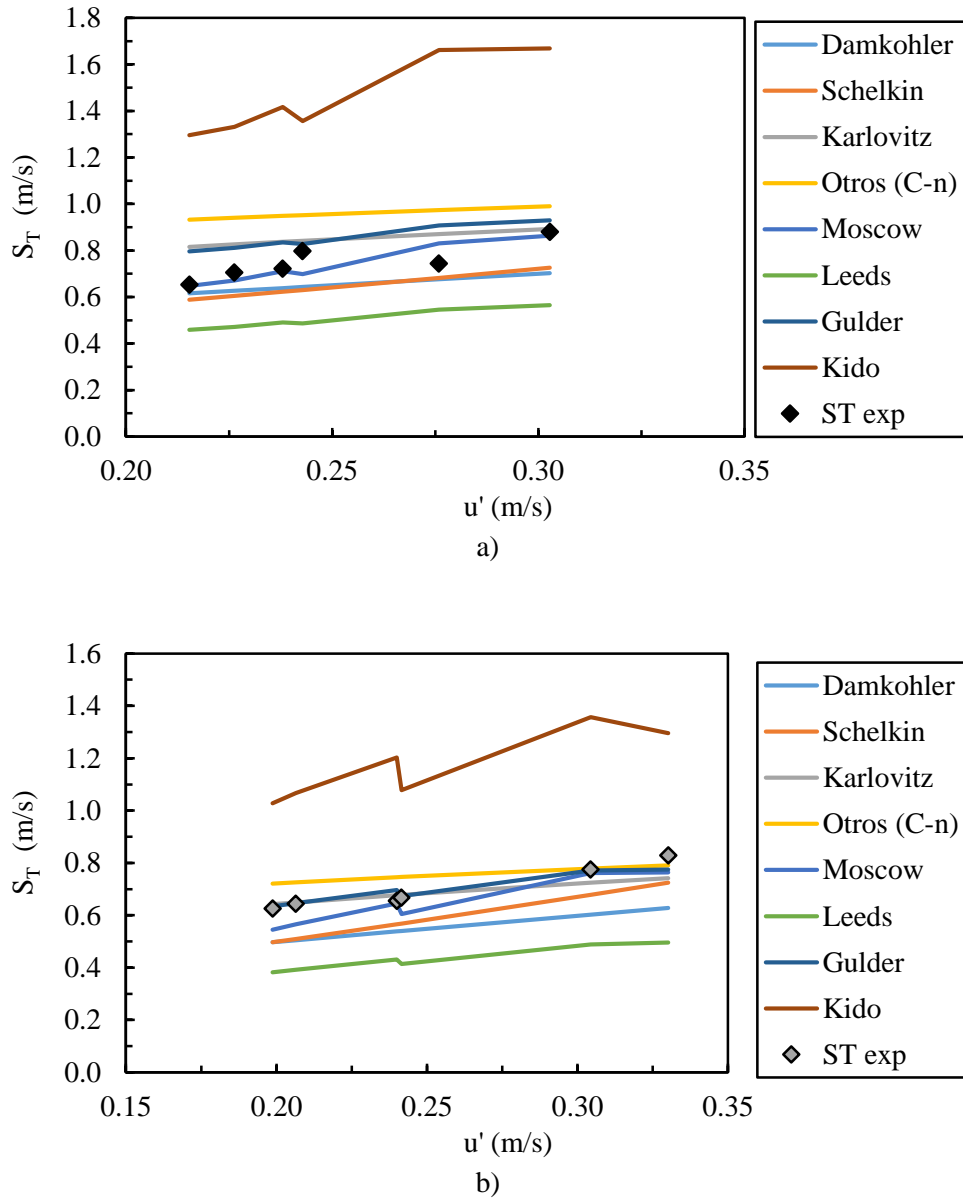 1.8
1.6
1.4
1.2
1.0
0.8
0.6
0.4
0.2
0.0
S_T (m/s)
0.20 0.25 0.30 0.35
u' (m/s)
Damkohler
Schelkin
Karlovitz
Otros (C-n)
Moscow
Leeds
Gulder
Kido
ST exp
a)
1.6
1.4
1.2
1.0
0.8
0.6
0.4
0.2
0.0
S_T (m/s)
0.15 0.20 0.25 0.30 0.35
u' (m/s)
Damkohler
Schelkin
Karlovitz
Otros (C-n)
Moscow
Leeds
Gulder
Kido
ST exp
b)